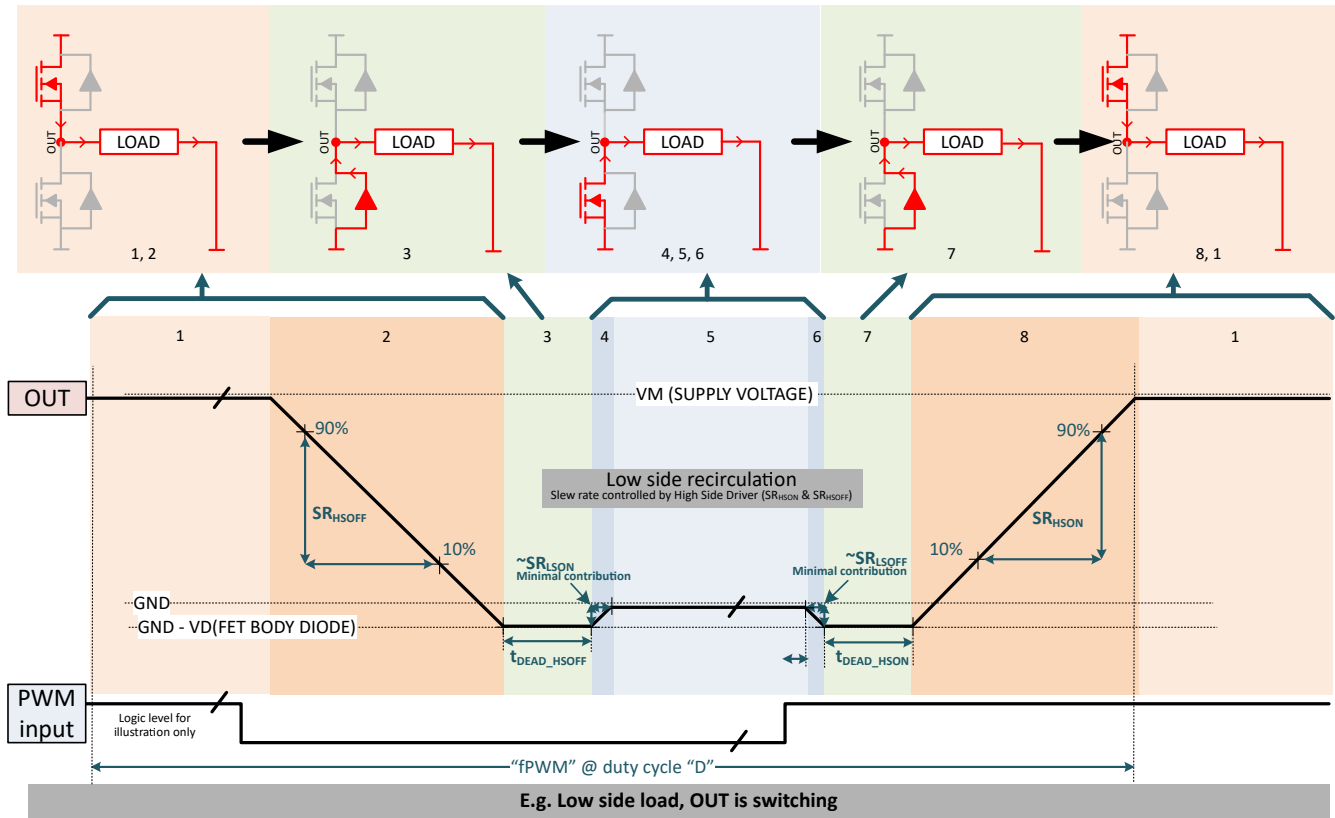 OUT
LOAD
1, 2
OUT
LOAD
3
OUT
LOAD
4, 5, 6
OUT
LOAD
7
OUT
LOAD
8, 1
1
2
3
4
5
6
7
8
1
OUT
VM (SUPPLY VOLTAGE)
90%
90%
Low side recirculation
Slew rate controlled by High Side Driver (SRHSON & SRHSOFF)
SRHSOFF
SRHSON
10%
10%
~SRLSON
Minimal contribution
~SRLSOFF
Minimal contribution
GND
GND - VD(FET BODY DIODE)
tDEAD_HSOFF
tDEAD_HSON
PWM
input
Logic level for
illustration only
“fPWM” @ duty cycle “D”
E.g. Low side load, OUT is switching